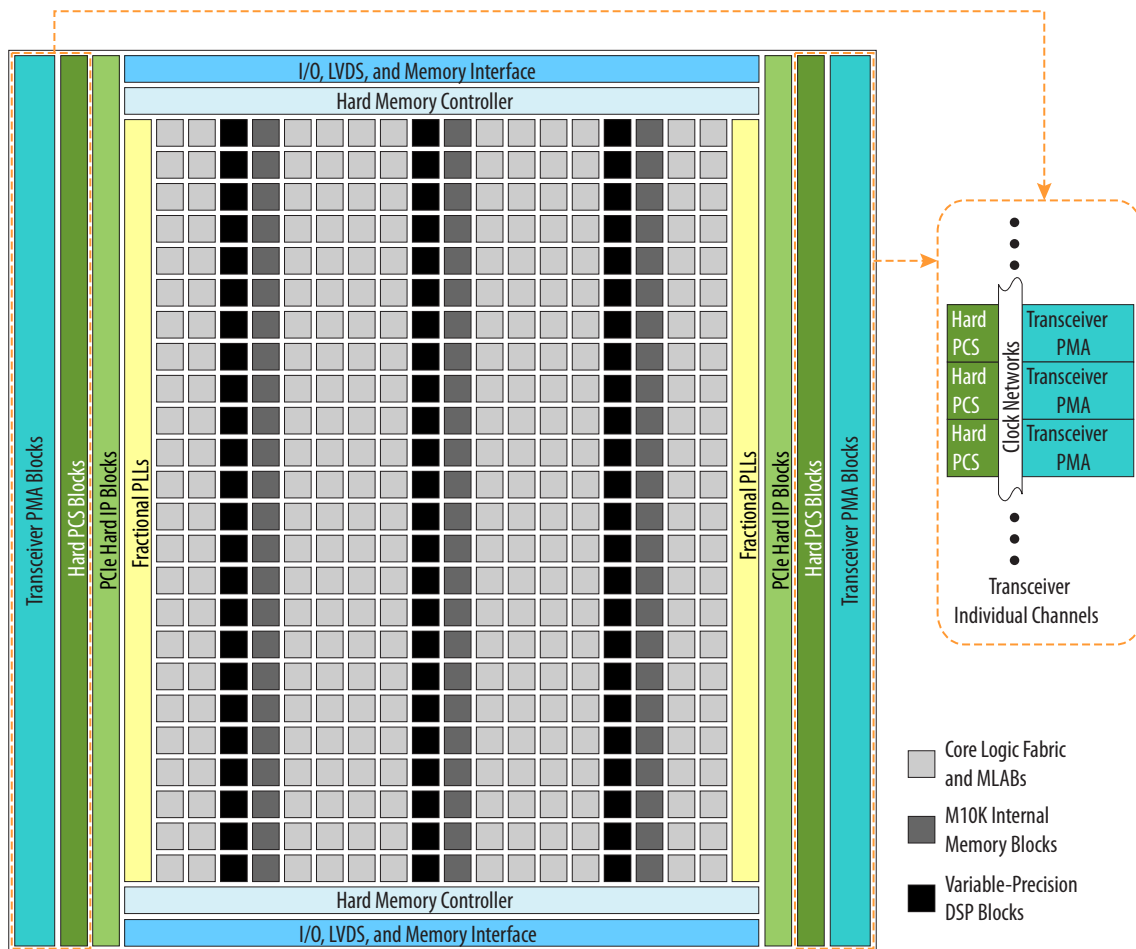 I/O, LVDS, and Memory Interface
Hard Memory Controller
Transceiver PMA Blocks
Hard PCS Blocks
PCIe Hard IP Blocks
Fractional PLLs
Fractional PLLs
PCIe Hard IP Blocks
Hard PCS Blocks
Transceiver PMA Blocks
Hard Memory Controller
I/O, LVDS, and Memory Interface
Hard
PCS
Transceiver
PMA
Hard
PCS
Transceiver
PMA
Hard
PCS
Transceiver
PMA
Clock Networks
Transceiver
Individual Channels
Core Logic Fabric
and MLABs
M10K Internal
Memory Blocks
Variable-Precision
DSP Blocks